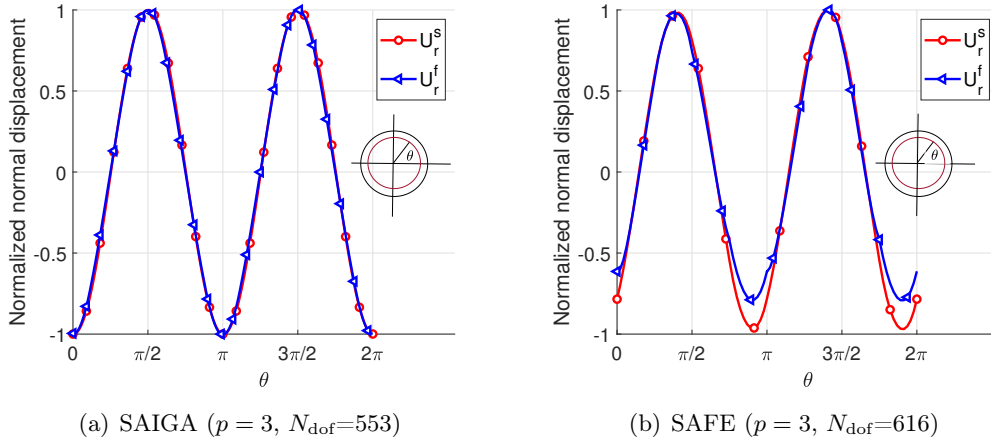 Normalized normal displacement
1
0.5
0
-0.5
-1
0
π/2
π
3π/2
2π
θ
U_r^s
U_r^f
θ
(a) SAIGA (p = 3, N_dof=553)
Normalized normal displacement
1
0.5
0
-0.5
-1
0
π/2
π
3π/2
2π
θ
U_r^s
U_r^f
θ
(b) SAFE (p = 3, N_dof=616)